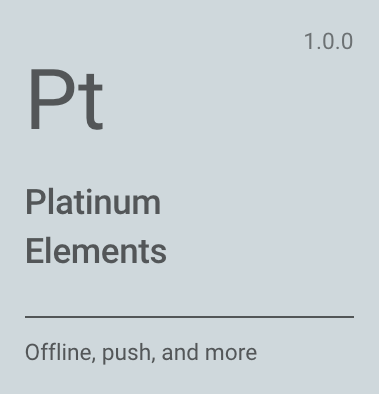 1.0.0
Pt
Platinum
Elements
Offline, push, and more